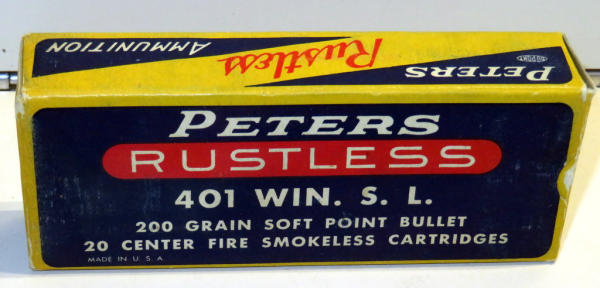 AMMUNITION
Rustless
PETERS
DUPONT
PETERS
RUSTLESS
401 WIN. S. L.
200 GRAIN SOFT POINT BULLET
20 CENTER FIRE SMOKELESS CARTRIDGES
MADE IN U. S. A.